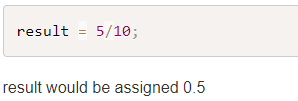 result = 5/10;
result would be assigned 0.5